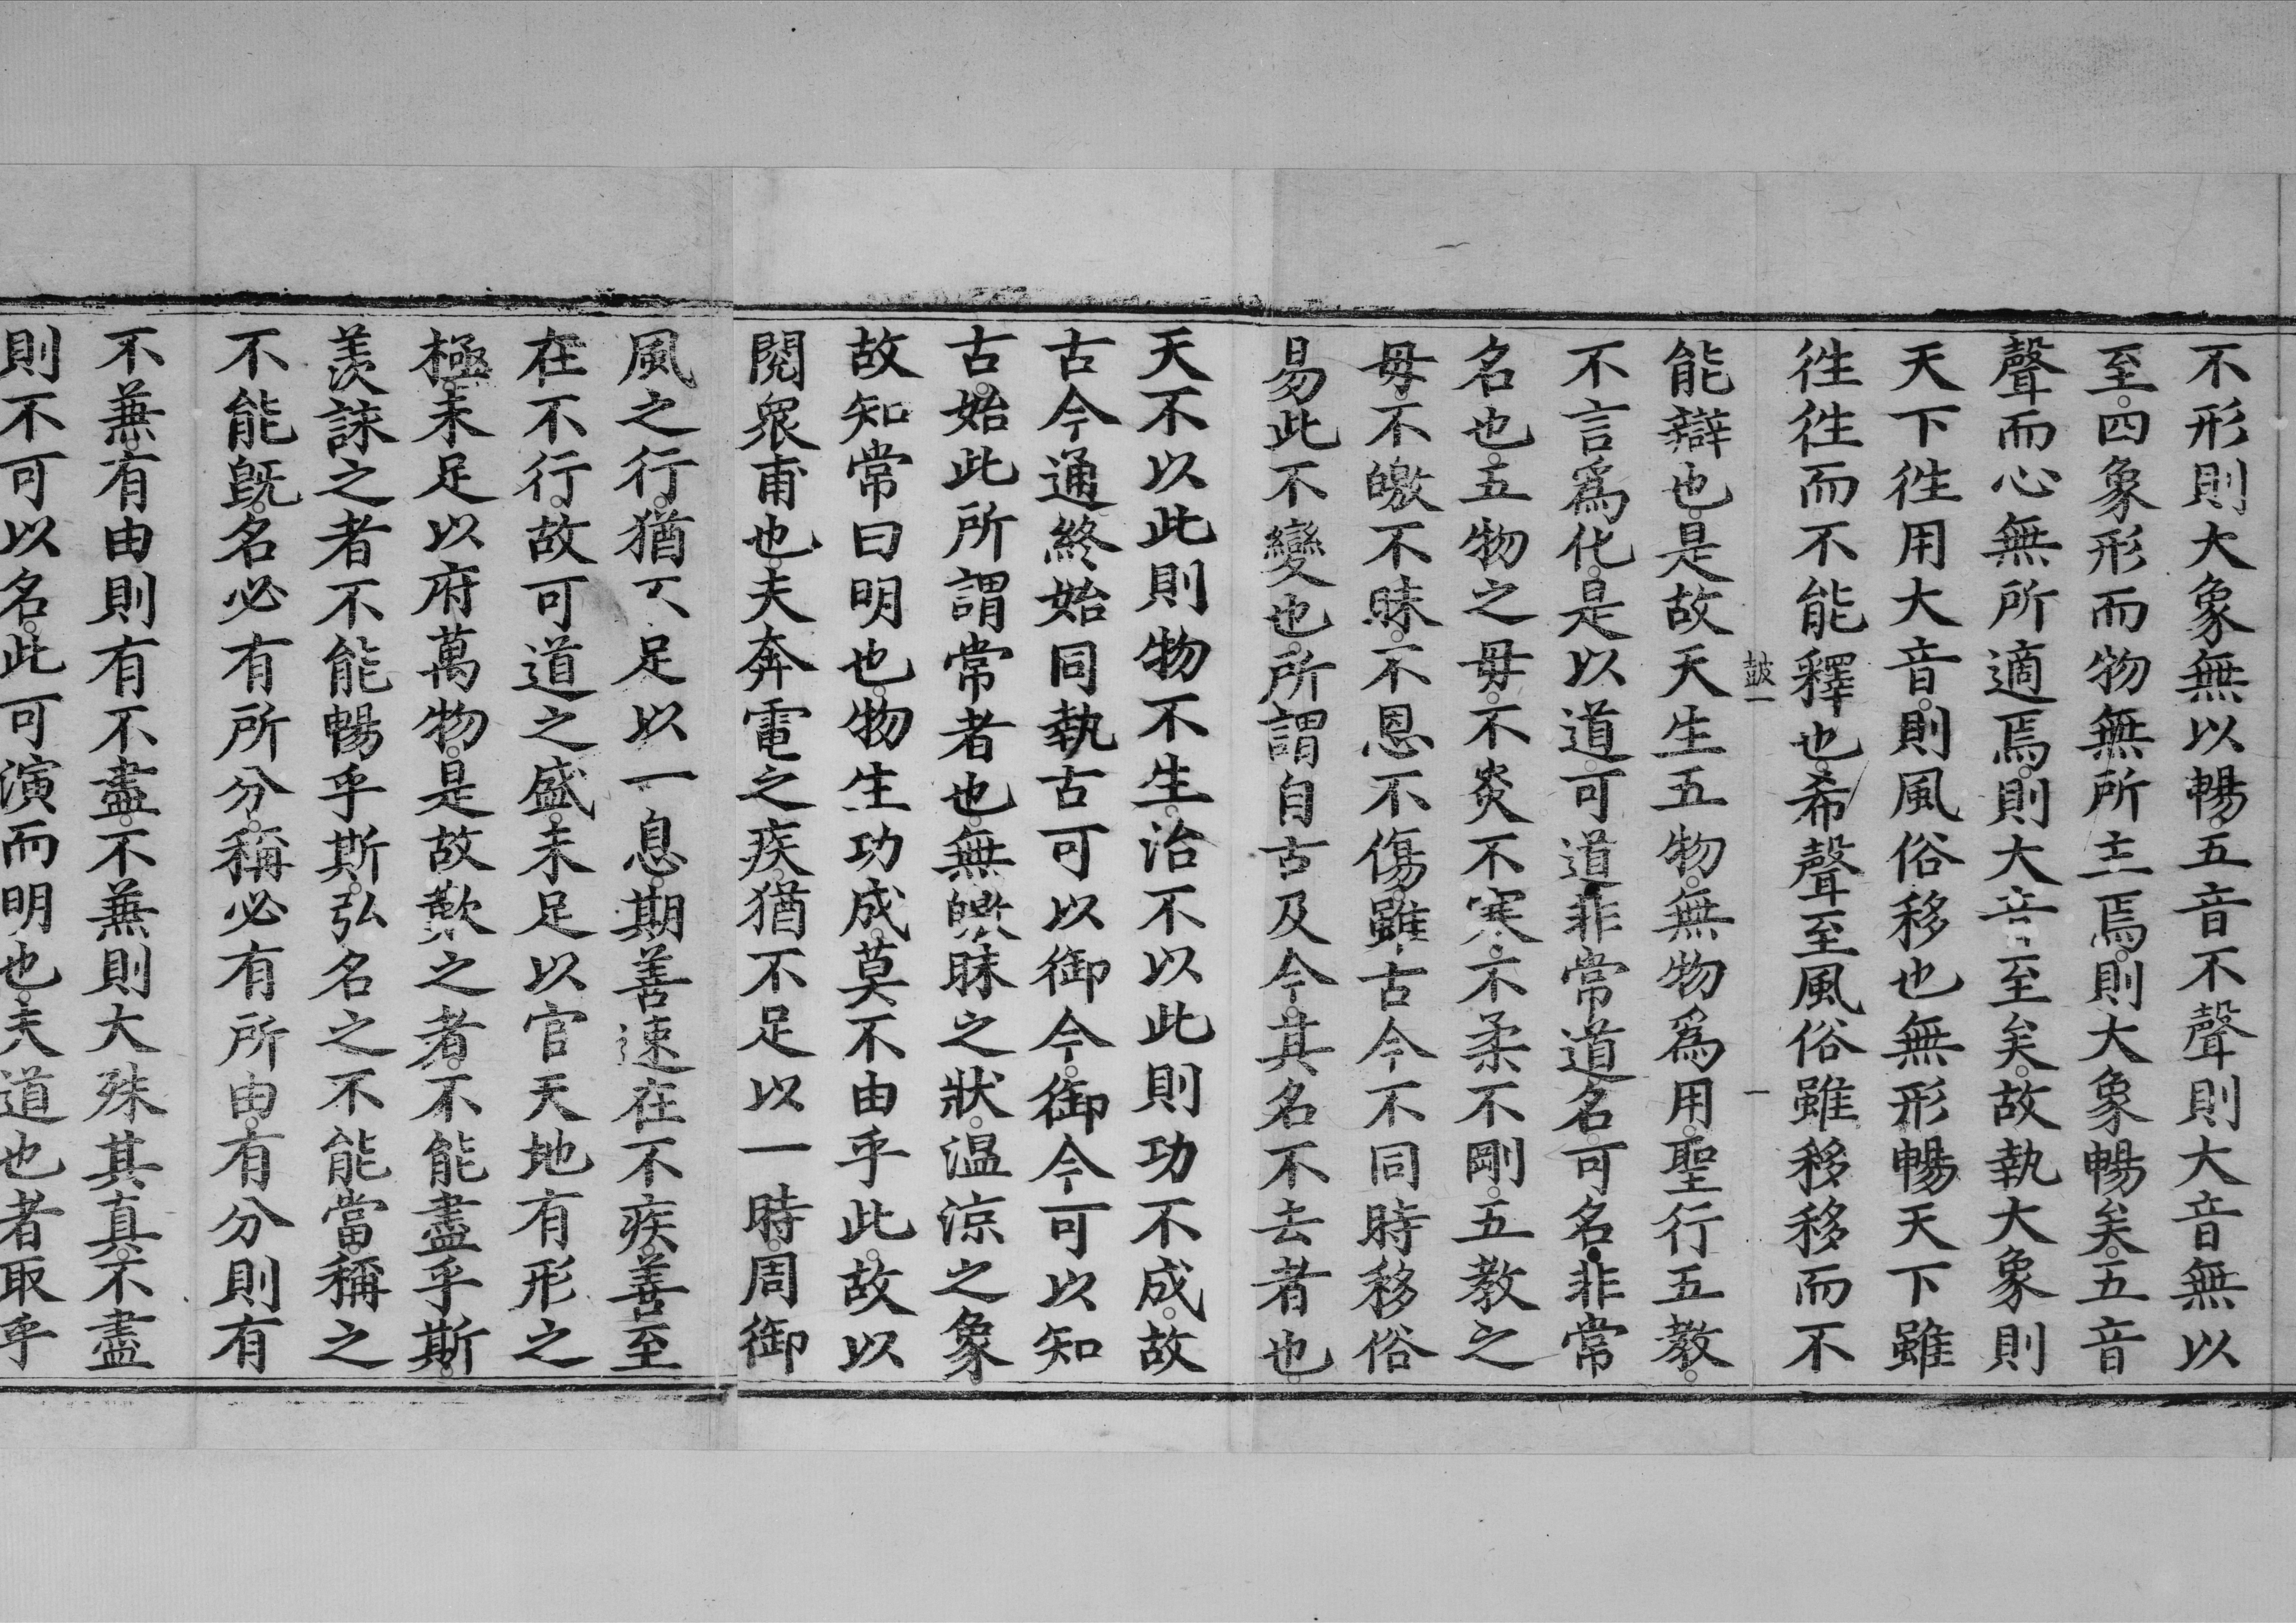 不形則大象無以暢五音不聲則大音無以
至四象形而物無所主焉則大象暢矣五音
聲而心無所適焉則大音至矣故執大象則
天下徃用大音則風俗移也無形暢天下雖
徃徃而不能釋也希聲至風俗雖移移而不
鼓一 一
能辯也是故天生五物無物爲用聖行五教
不言爲化是以道可道非常道名可名非常
名也五物之毋不炎不寒不柔不剛五教之
毋不皦不昧不恩不傷雖古今不同時移俗
易此不變也所謂自古及今其名不去者也
天不以此則物不生治不以此則功不成故
古今通終始同執古可以御今御今可以知
古始此所謂常者也無皦昧之狀温涼之象
故知常曰明也物生功成莫不由乎此故以
閱衆甫也夫奔電之疾猶不足以一時周御
風之行猶不足以一息期善速在不疾善至
在不行故可道之盛未足以官天地有形之
極未足以府萬物是故歎之者不能盡乎斯
羙詠之者不能暢乎斯弘名之不能當稱之
不能旣名必有所分稱必有所由有分則有
不兼有由則有不盡不兼則大殊其真不盡
則不可以名此可演而明也夫道也者取乎